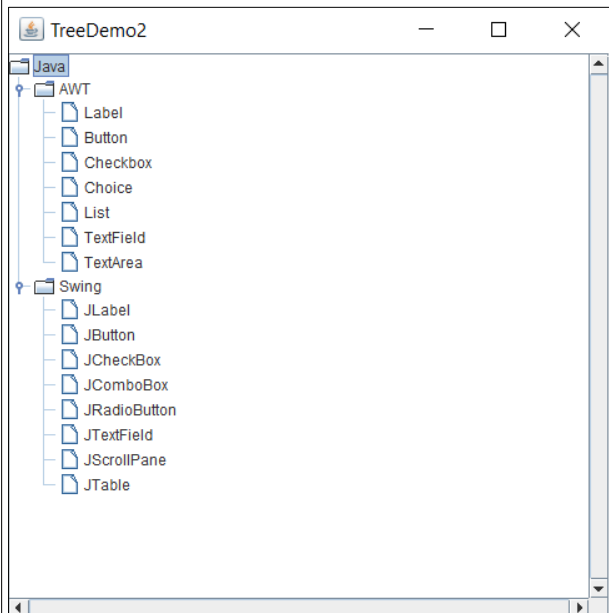 TreeDemo2
Java
AWT
Label
Button
Checkbox
Choice
List
TextField
TextArea
Swing
JLabel
JButton
JCheckBox
JComboBox
JRadioButton
JTextField
JScrollPane
JTable